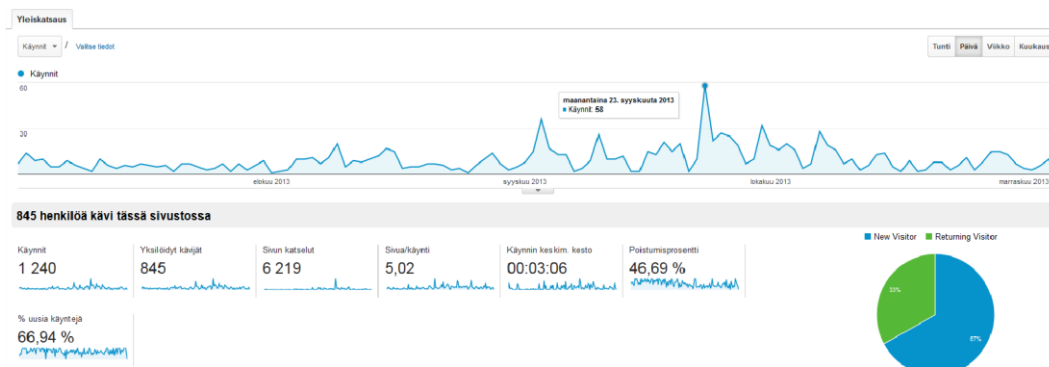 Yleiskatsaus
Käynnit / Valitse tiedot
Tunti Päivä Viikko Kuukaus
Käynnit
60
maanantaina 23. syyskuuta 2013
Käynnit: 58
30
elokuu 2013 syyskuu 2013 lokakuu 2013 marraskuu 2013
845 henkilöä kävi tässä sivustossa
New Visitor Returning Visitor
Käynnit Yksilöidyt kävijät Sivun katselut Sivua/käynti Käynnin keskim. kesto Poistumisprosentti
1 240 845 6 219 5,02 00:03:06 46,69 %
33%
% uusia käyntejä
66,94 %
67%